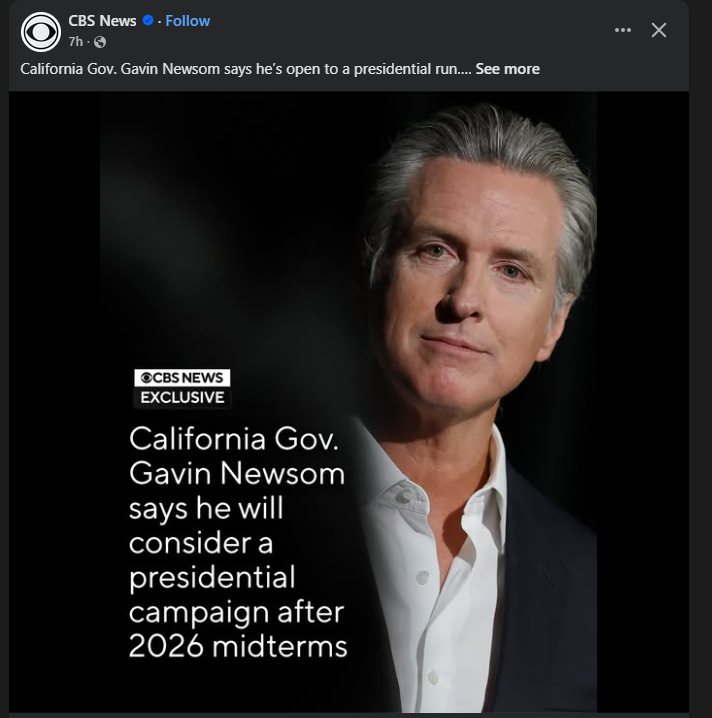 CBS News · Follow
7h ·
California Gov. Gavin Newsom says he's open to a presidential run.... See more
CBS NEWS
EXCLUSIVE
California Gov.
Gavin Newsom
says he will
consider a
presidential
campaign after
2026 midterms